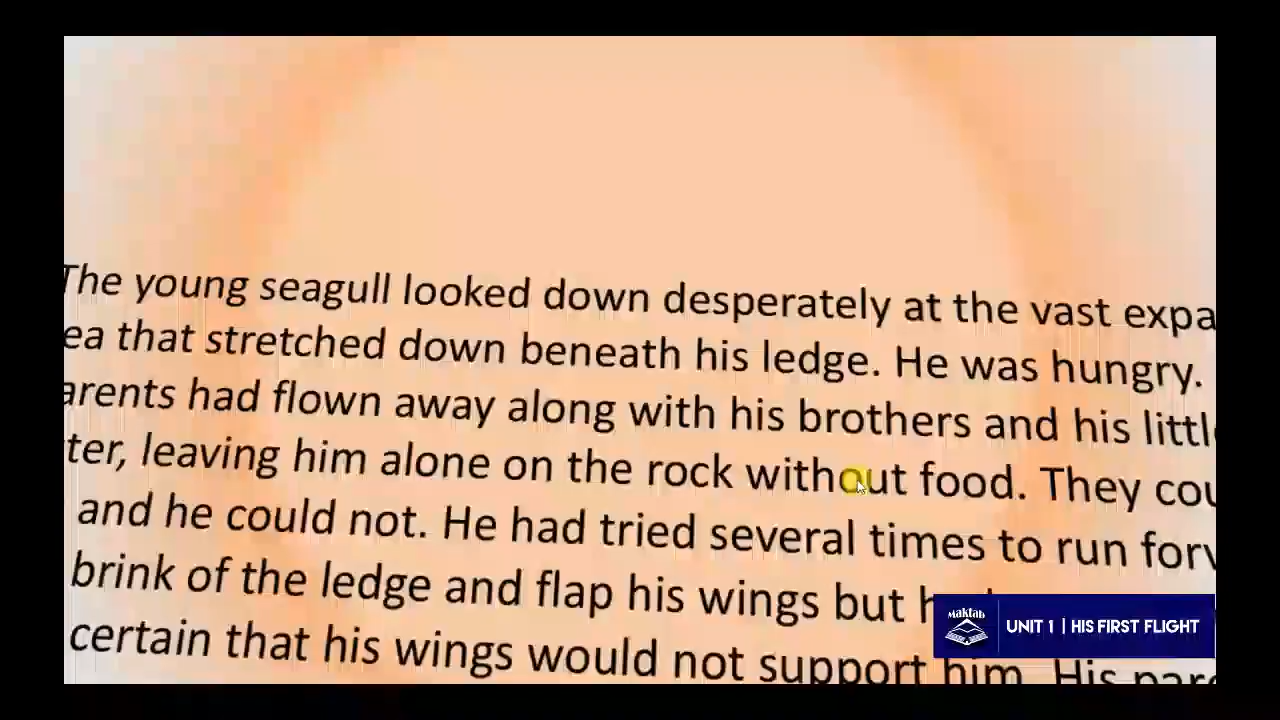 The young seagull looked down desperately at the vast expa
ea that stretched down beneath his ledge. He was hungry.
arents had flown away along with his brothers and his littl
ter, leaving him alone on the rock without food. They cou
and he could not. He had tried several times to run forw
brink of the ledge and flap his wings but
certain that his wings would not support him. His pare
Maktab
UNIT 1 | HIS FIRST FLIGHT